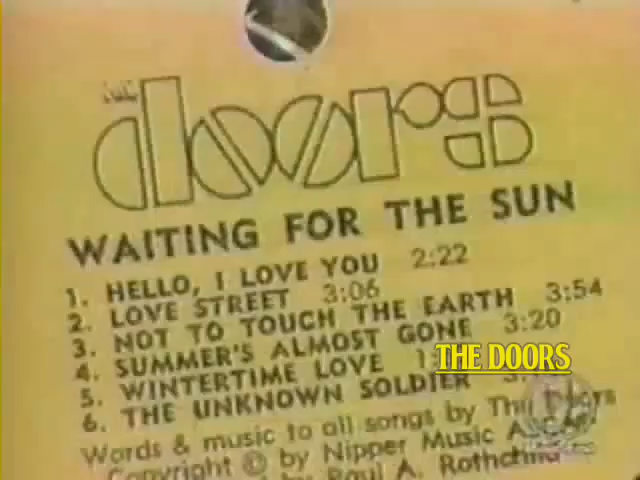 THE
doors
WAITING FOR THE SUN
1. HELLO, I LOVE YOU 2:22
2. LOVE STREET 3:06
3. NOT TO TOUCH THE EARTH 3:54
4. SUMMER'S ALMOST GONE 3:20
5. WINTERTIME LOVE
THE DOORS
6. THE UNKNOWN SOLDIER
Words & music to all songs by The Doors
Copyright © by Nipper Music
by Paul A. Rothchild